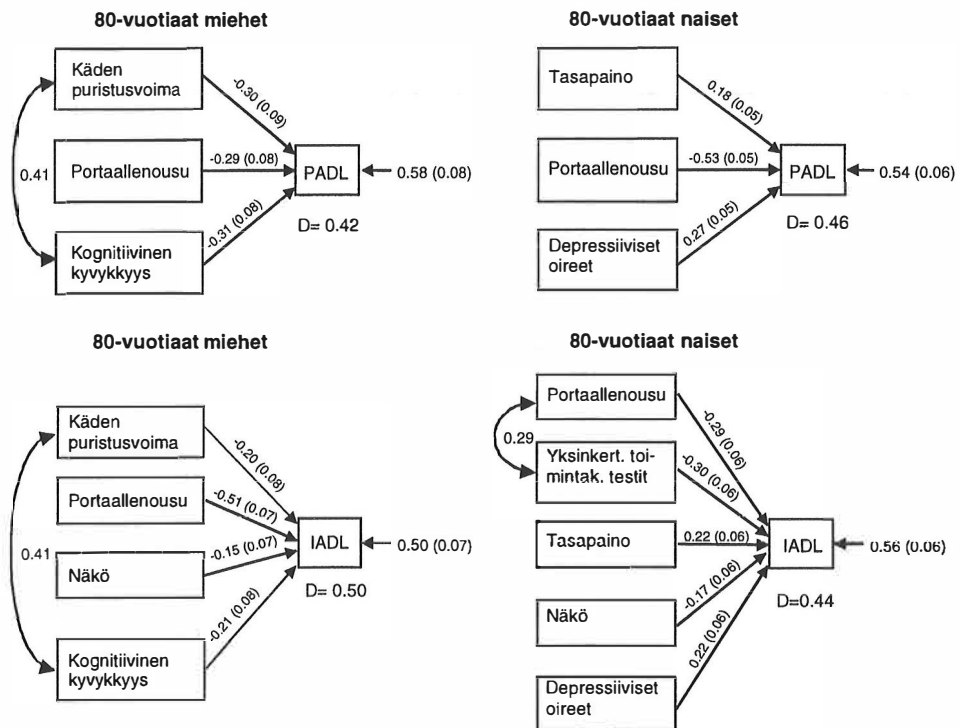 80-vuotiaat miehet
Käden
puristusvoima
Portaallenousu
Kognitiivinen
kyvykkyys
0.41
-0.30 (0.09)
-0.29 (0.08)
-0.31 (0.08)
PADL
0.58 (0.08)
D= 0.42
80-vuotiaat naiset
Tasapaino
Portaallenousu
Depressiiviset
oireet
0.18 (0.05)
-0.53 (0.05)
0.27 (0.05)
PADL
0.54 (0.06)
D= 0.46
80-vuotiaat miehet
Käden
puristusvoima
Portaallenousu
Näkö
Kognitiivinen
kyvykkyys
0.41
-0.20 (0.08)
-0.51 (0.07)
-0.15 (0.07)
-0.21 (0.08)
IADL
0.50 (0.07)
D= 0.50
80-vuotiaat naiset
Portaallenousu
Yksinkert. toi-
mintak. testit
Tasapaino
Näkö
Depressiiviset
oireet
0.29
-0.29 (0.06)
-0.30 (0.06)
0.22 (0.06)
-0.17 (0.06)
0.22 (0.06)
IADL
0.56 (0.06)
D=0.44